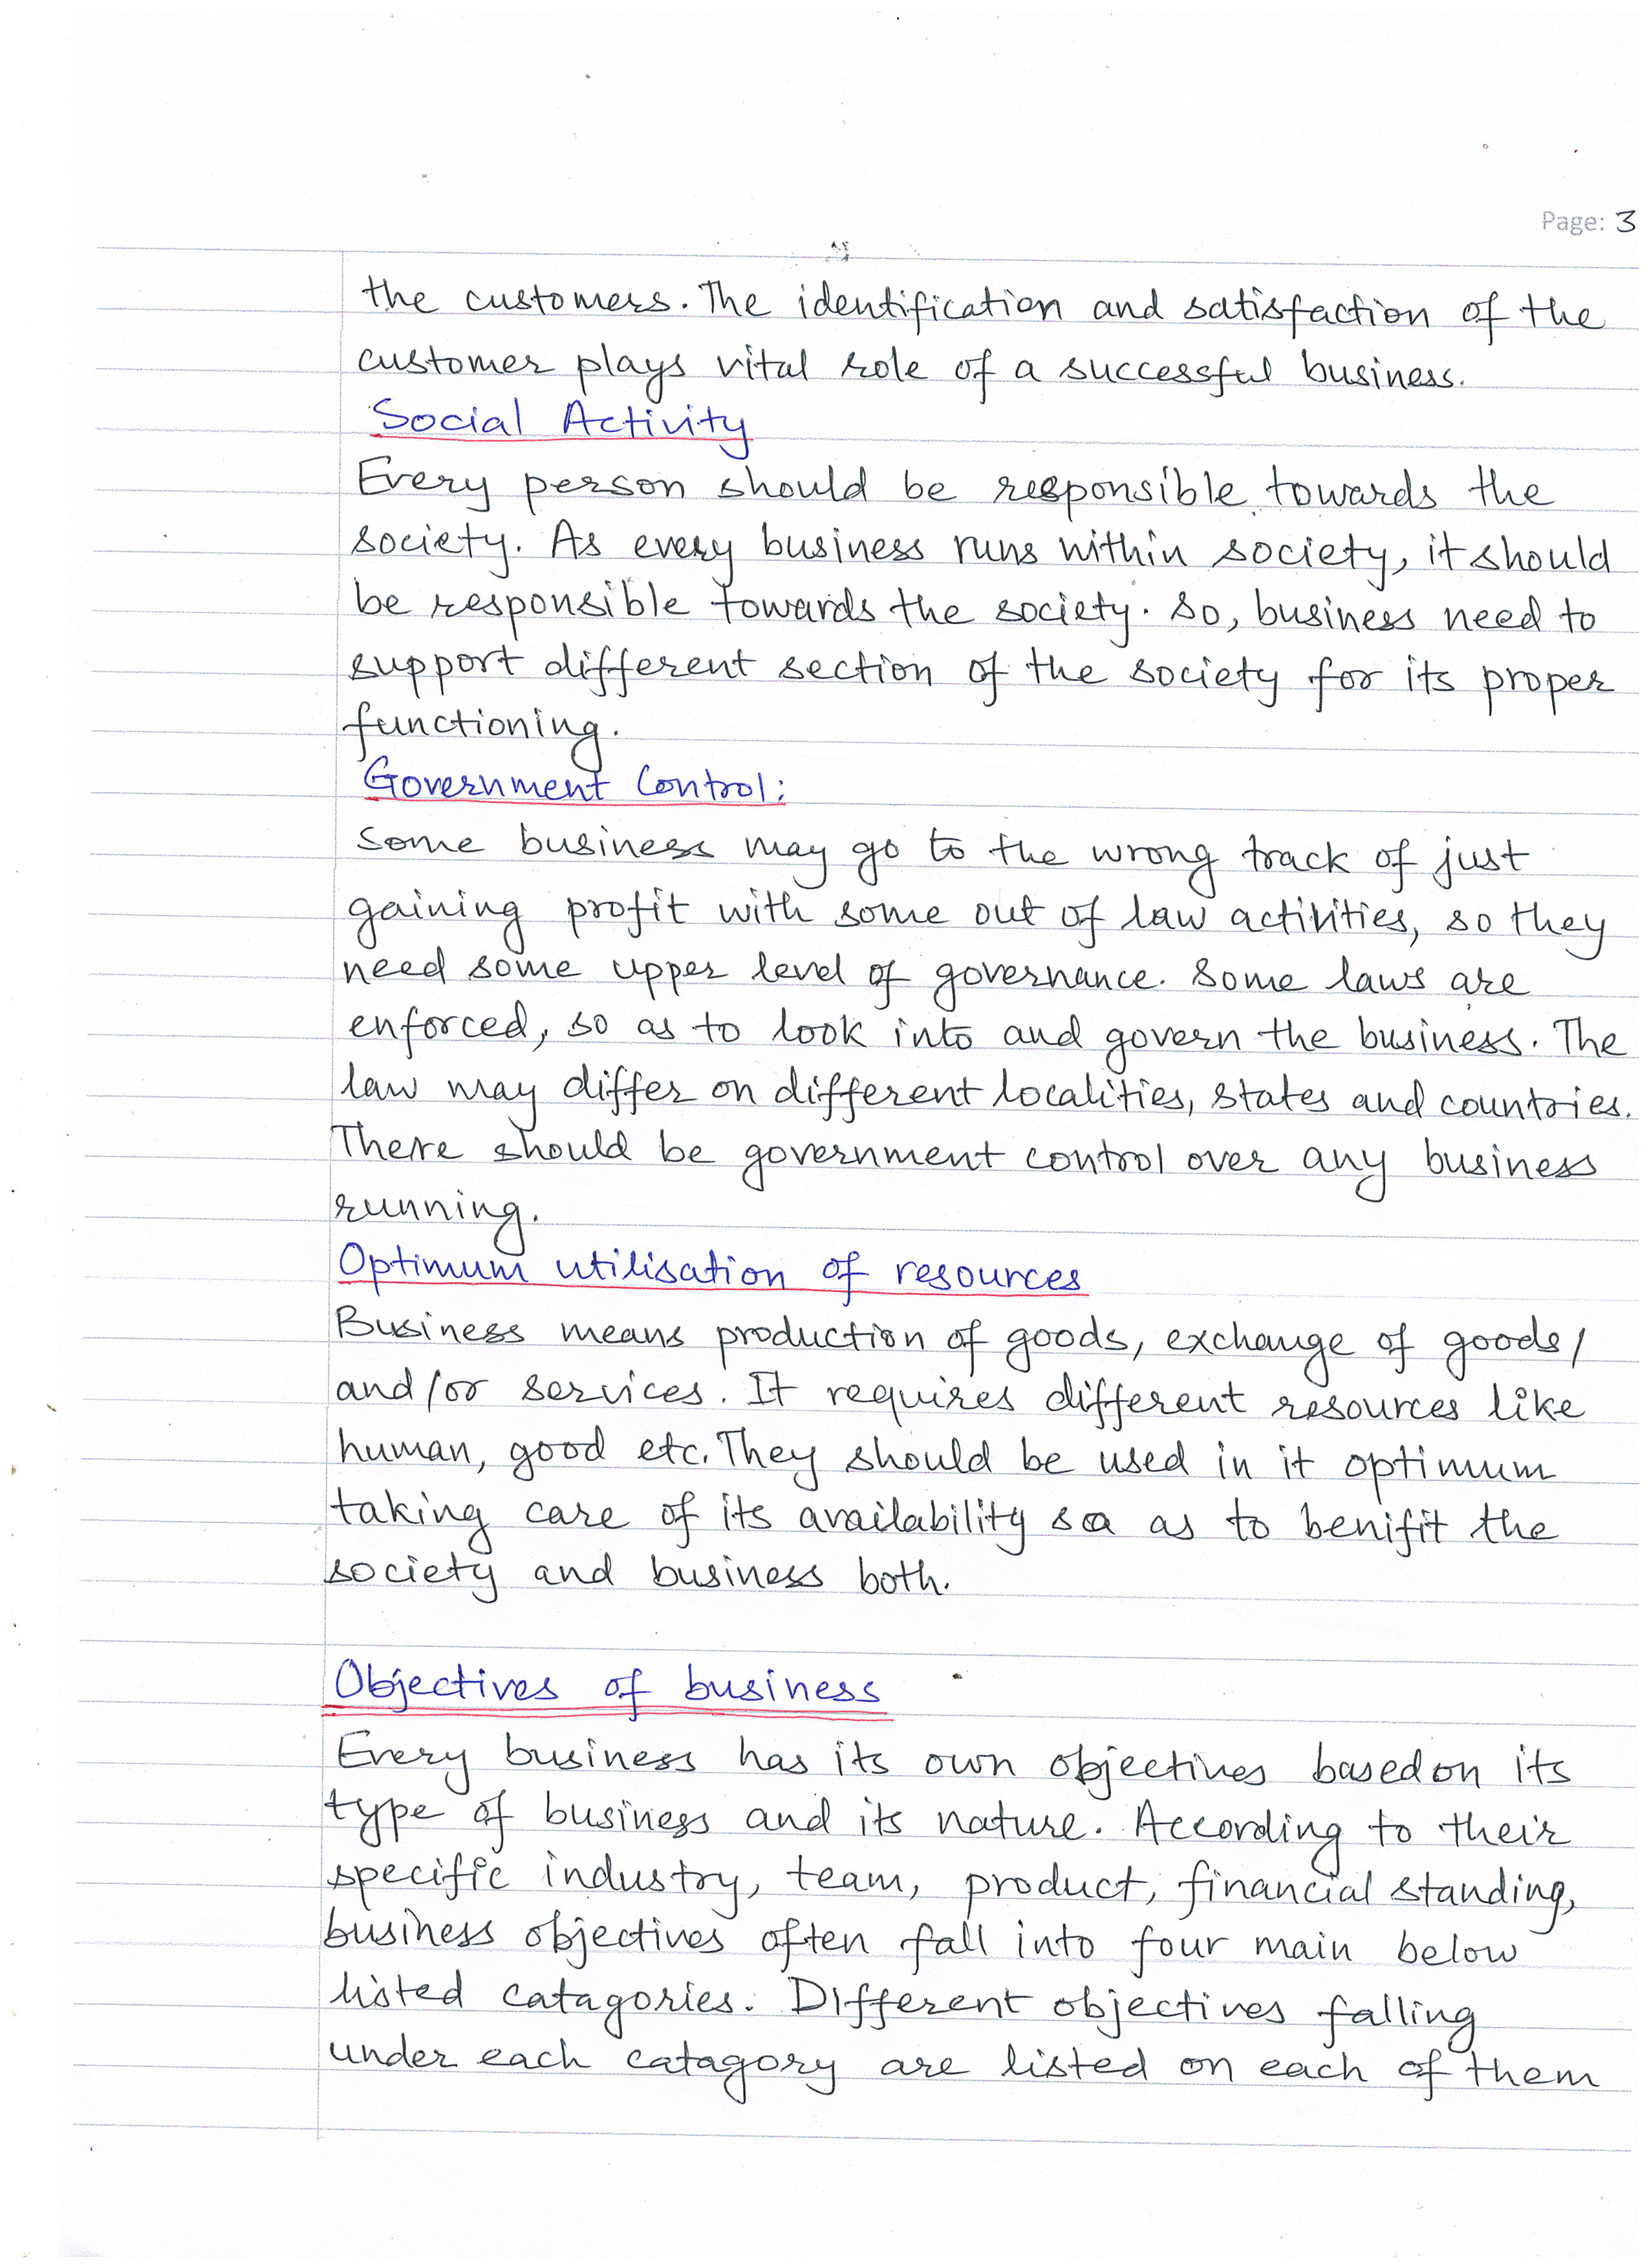 Page: 3
the customers. The identification and satisfaction of the
customer plays vital role of a successful business.
Social Activity
Every person should be responsible towards the
society. As every business runs within society, it should
be responsible towards the society. So, business need to
support different section of the society for its proper
functioning.
Government Control:
Some business may go to the wrong track of just
gaining profit with some out of law activities, so they
need some upper level of governance. Some laws are
enforced, so as to look into and govern the business. The
law may differ on different localities, states and countries.
There should be government control over any business
running.
Optimum utilisation of resources
Business means production of goods, exchange of goods/
and/or services. It requires different resources like
human, good etc. They should be used in it optimum
taking care of its availability soa as to benifit the
society and business both.
Objectives of business
Every business has its own objectives based on its
type of business and its nature. According to their
specific industry, team, product, financial standing,
business objectives often fall into four main below
listed catagories. Different objectives falling
under each catagory are listed on each of them